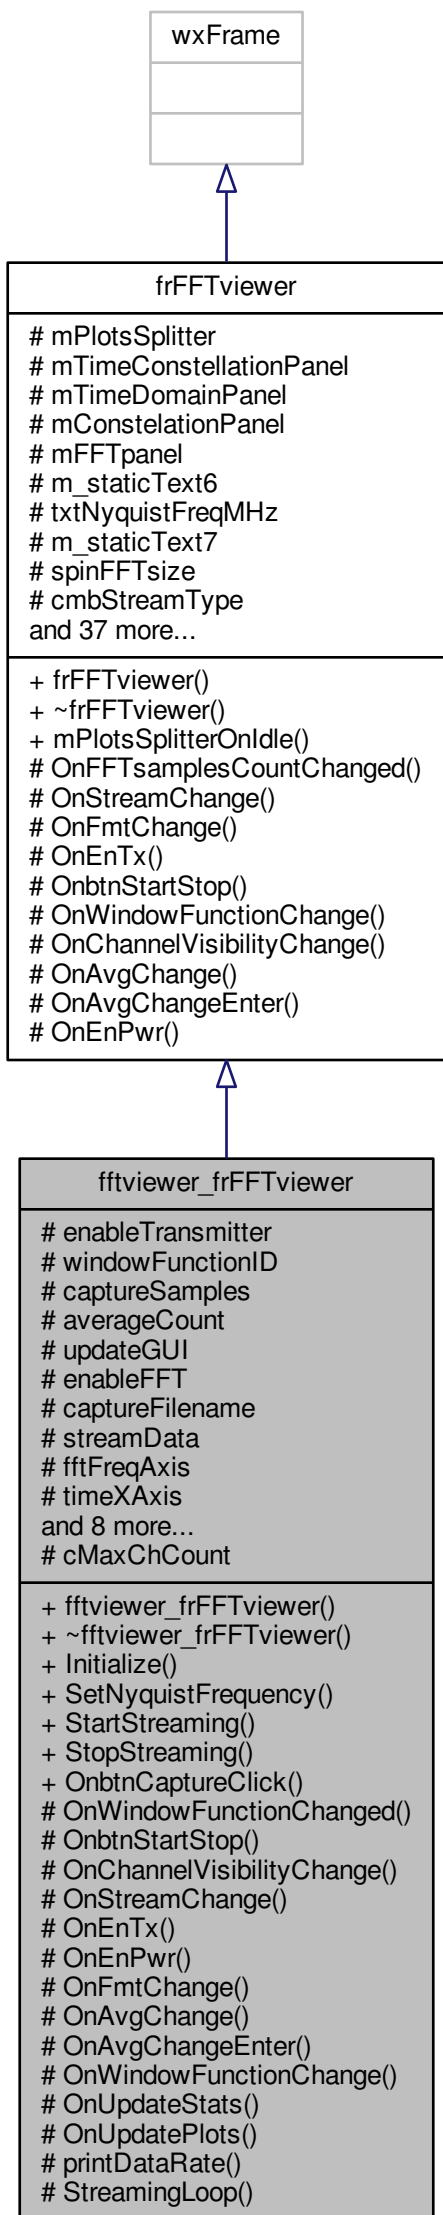 wxFrame
frFFTviewer
# mPlotsSplitter
# mTimeConstellationPanel
# mTimeDomainPanel
# mConstelationPanel
# mFFTpanel
# m_staticText6
# txtNyquistFreqMHz
# m_staticText7
# spinFFTsize
# cmbStreamType
and 37 more...
+ frFFTviewer()
+ ~frFFTviewer()
+ mPlotsSplitterOnIdle()
# OnFFTsamplesCountChanged()
# OnStreamChange()
# OnFmtChange()
# OnEnTx()
# OnbtnStartStop()
# OnWindowFunctionChange()
# OnChannelVisibilityChange()
# OnAvgChange()
# OnAvgChangeEnter()
# OnEnPwr()
fftviewer_frFFTviewer
# enableTransmitter
# windowFunctionID
# captureSamples
# averageCount
# updateGUI
# enableFFT
# captureFilename
# streamData
# fftFreqAxis
# timeXAxis
and 8 more...
# cMaxChCount
+ fftviewer_frFFTviewer()
+ ~fftviewer_frFFTviewer()
+ Initialize()
+ SetNyquistFrequency()
+ StartStreaming()
+ StopStreaming()
+ OnbtnCaptureClick()
# OnWindowFunctionChanged()
# OnbtnStartStop()
# OnChannelVisibilityChange()
# OnStreamChange()
# OnEnTx()
# OnEnPwr()
# OnFmtChange()
# OnAvgChange()
# OnAvgChangeEnter()
# OnWindowFunctionChange()
# OnUpdateStats()
# OnUpdatePlots()
# printDataRate()
# StreamingLoop()